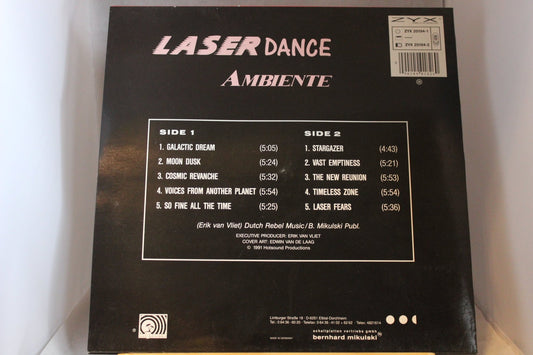 ZYX
ZYX 20194-1
ZYX 20194-2
LASERDANCE
AMBIENTE
SIDE 1
1. GALACTIC DREAM (5:05)
2. MOON DUSK (5:24)
3. COSMIC REVANCHE (5:32)
4. VOICES FROM ANOTHER PLANET (5:54)
5. SO FINE ALL THE TIME (5:25)
SIDE 2
1. STARGAZER (4:43)
2. VAST EMPTINESS (5:21)
3. THE NEW REUNION (5:53)
4. TIMELESS ZONE (5:54)
5. LASER FEARS (5:36)
(Erik van Vliet) Dutch Rebel Music/B. Mikulski Publ.
EXECUTIVE PRODUCER: ERIK VAN VLIET
COVER ART: EDWIN VAN DE LAAG
© 1991 Hotsound Productions
schallplatten vertriebs gmbh
bernhard mikulski